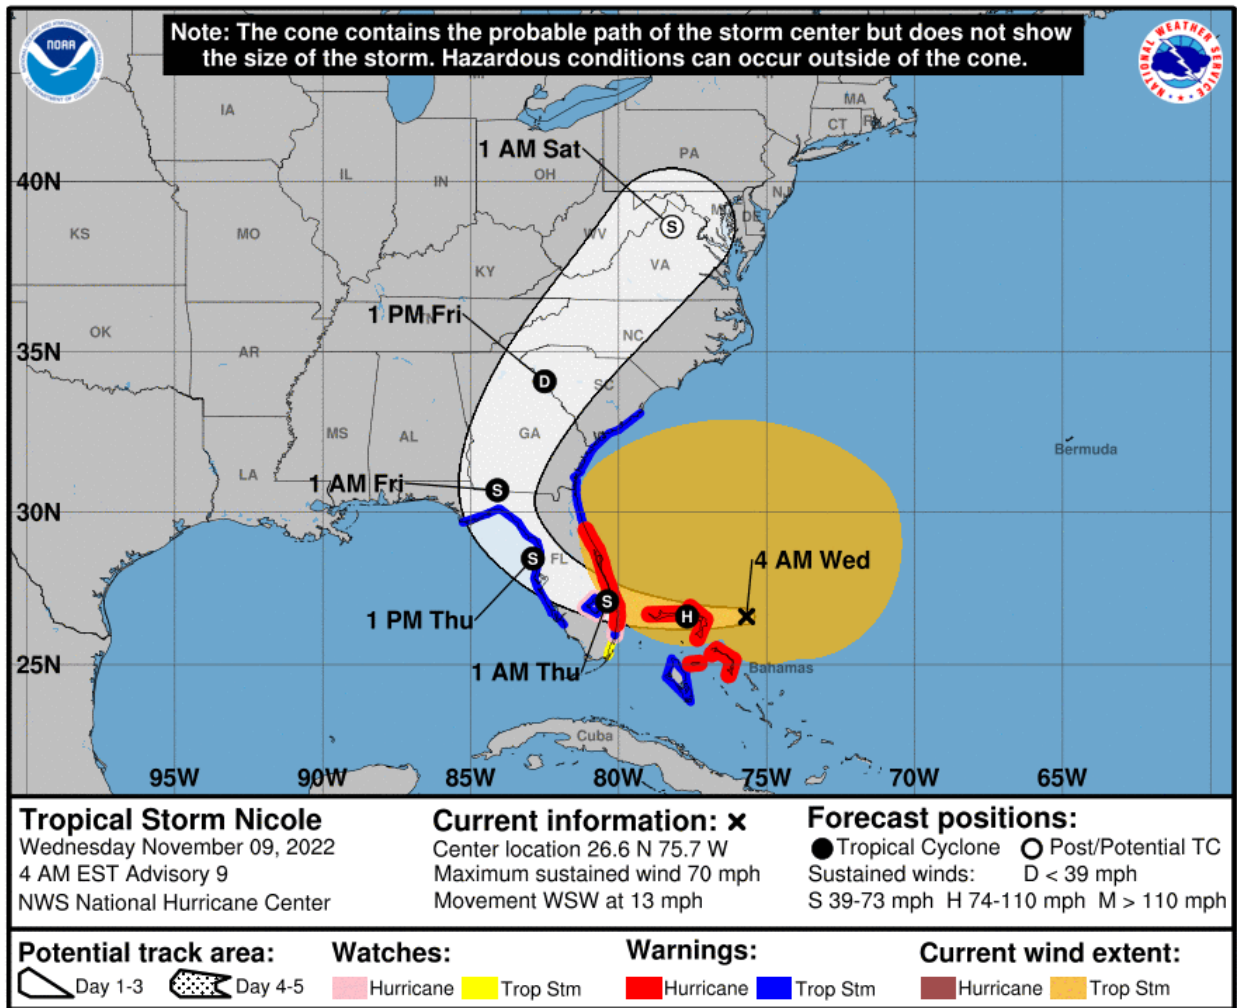 Note: The cone contains the probable path of the storm center but does not show
the size of the storm. Hazardous conditions can occur outside of the cone.
NOAA
NATIONAL WEATHER SERVICE
IA
MA
CT
1 AM Sat
PA
40N
IL
IN
OH
NJ
DE
KS
MO
WV
VA
KY
1 PM Fri
OK
NC
35N
AR
D
SC
MS
AL
GA
Bermuda
LA
1 AM Fri
S
30N
S
FL
4 AM Wed
S
H
1 PM Thu
25N
1 AM Thu
Bahamas
Cuba
95W 90W 85W 80W 75W 70W 65W
S
Tropical Storm Nicole
Wednesday November 09, 2022
4 AM EST Advisory 9
NWS National Hurricane Center
Current information: x
Center location 26.6 N 75.7 W
Maximum sustained wind 70 mph
Movement WSW at 13 mph
Forecast positions:
Tropical Cyclone Post/Potential TC
Sustained winds: D < 39 mph
S 39-73 mph H 74-110 mph M > 110 mph
Potential track area:
Day 1-3 Day 4-5
Watches:
Hurricane Trop Stm
Warnings:
Hurricane Trop Stm
Current wind extent:
Hurricane Trop Stm